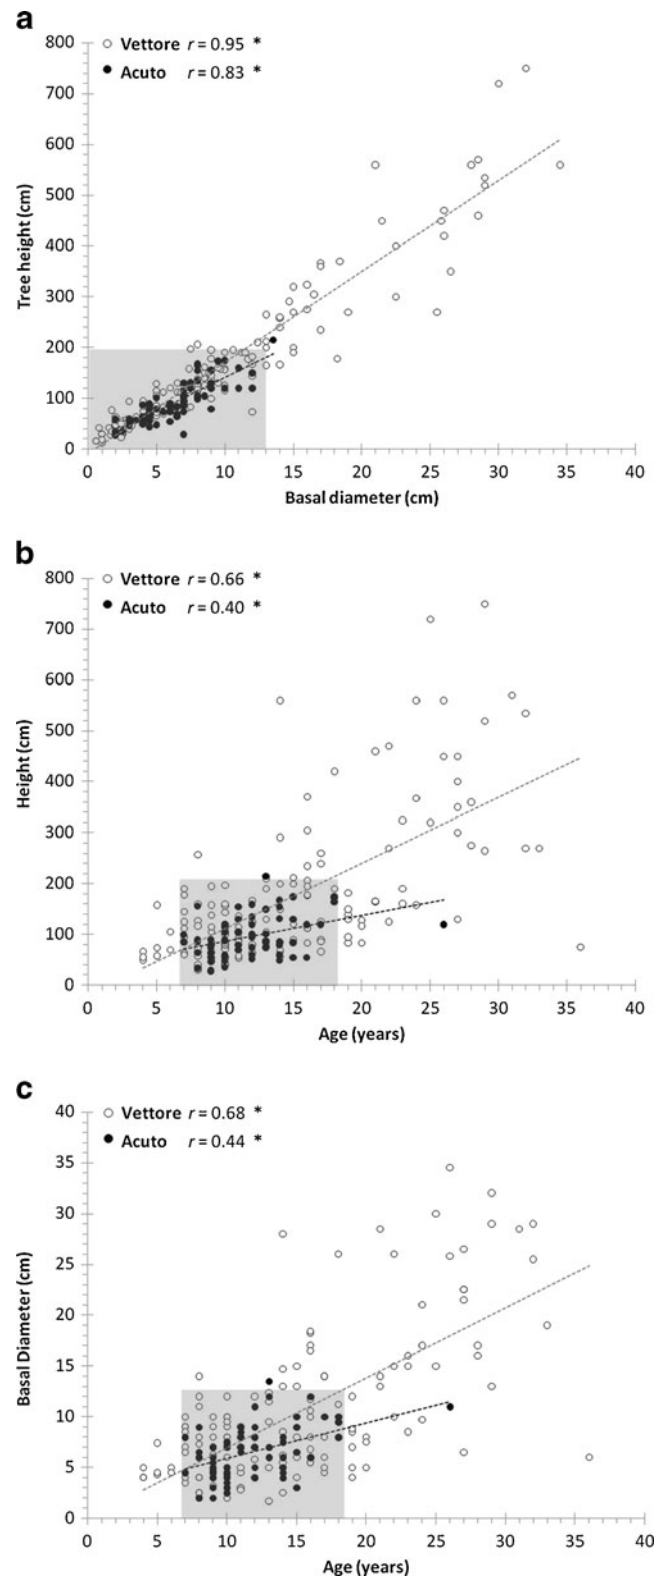 a
Vettore r = 0.95 *
Acuto r = 0.83 *
800
700
600
500
400
300
200
100
0
Tree height (cm)
0 5 10 15 20 25 30 35 40
Basal diameter (cm)
b
Vettore r = 0.66 *
Acuto r = 0.40 *
800
700
600
500
400
300
200
100
0
Height (cm)
0 5 10 15 20 25 30 35 40
Age (years)
c
Vettore r = 0.68 *
Acuto r = 0.44 *
40
35
30
25
20
15
10
5
0
Basal Diameter (cm)
0 5 10 15 20 25 30 35 40
Age (years)